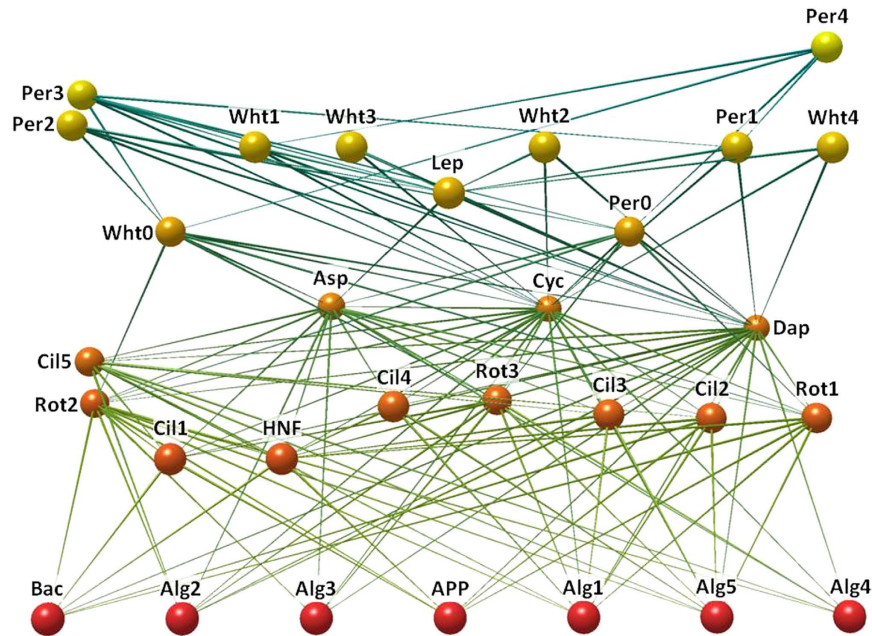 Per4
Per3
Per2
Wht1
Wht3
Wht2
Per1
Wht4
Lep
Wht0
Per0
Asp
Cyc
Dap
Cil5
Rot2
Cil4
Rot3
Cil3
Cil2
Rot1
Cil1
HNF
Bac
Alg2
Alg3
APP
Alg1
Alg5
Alg4